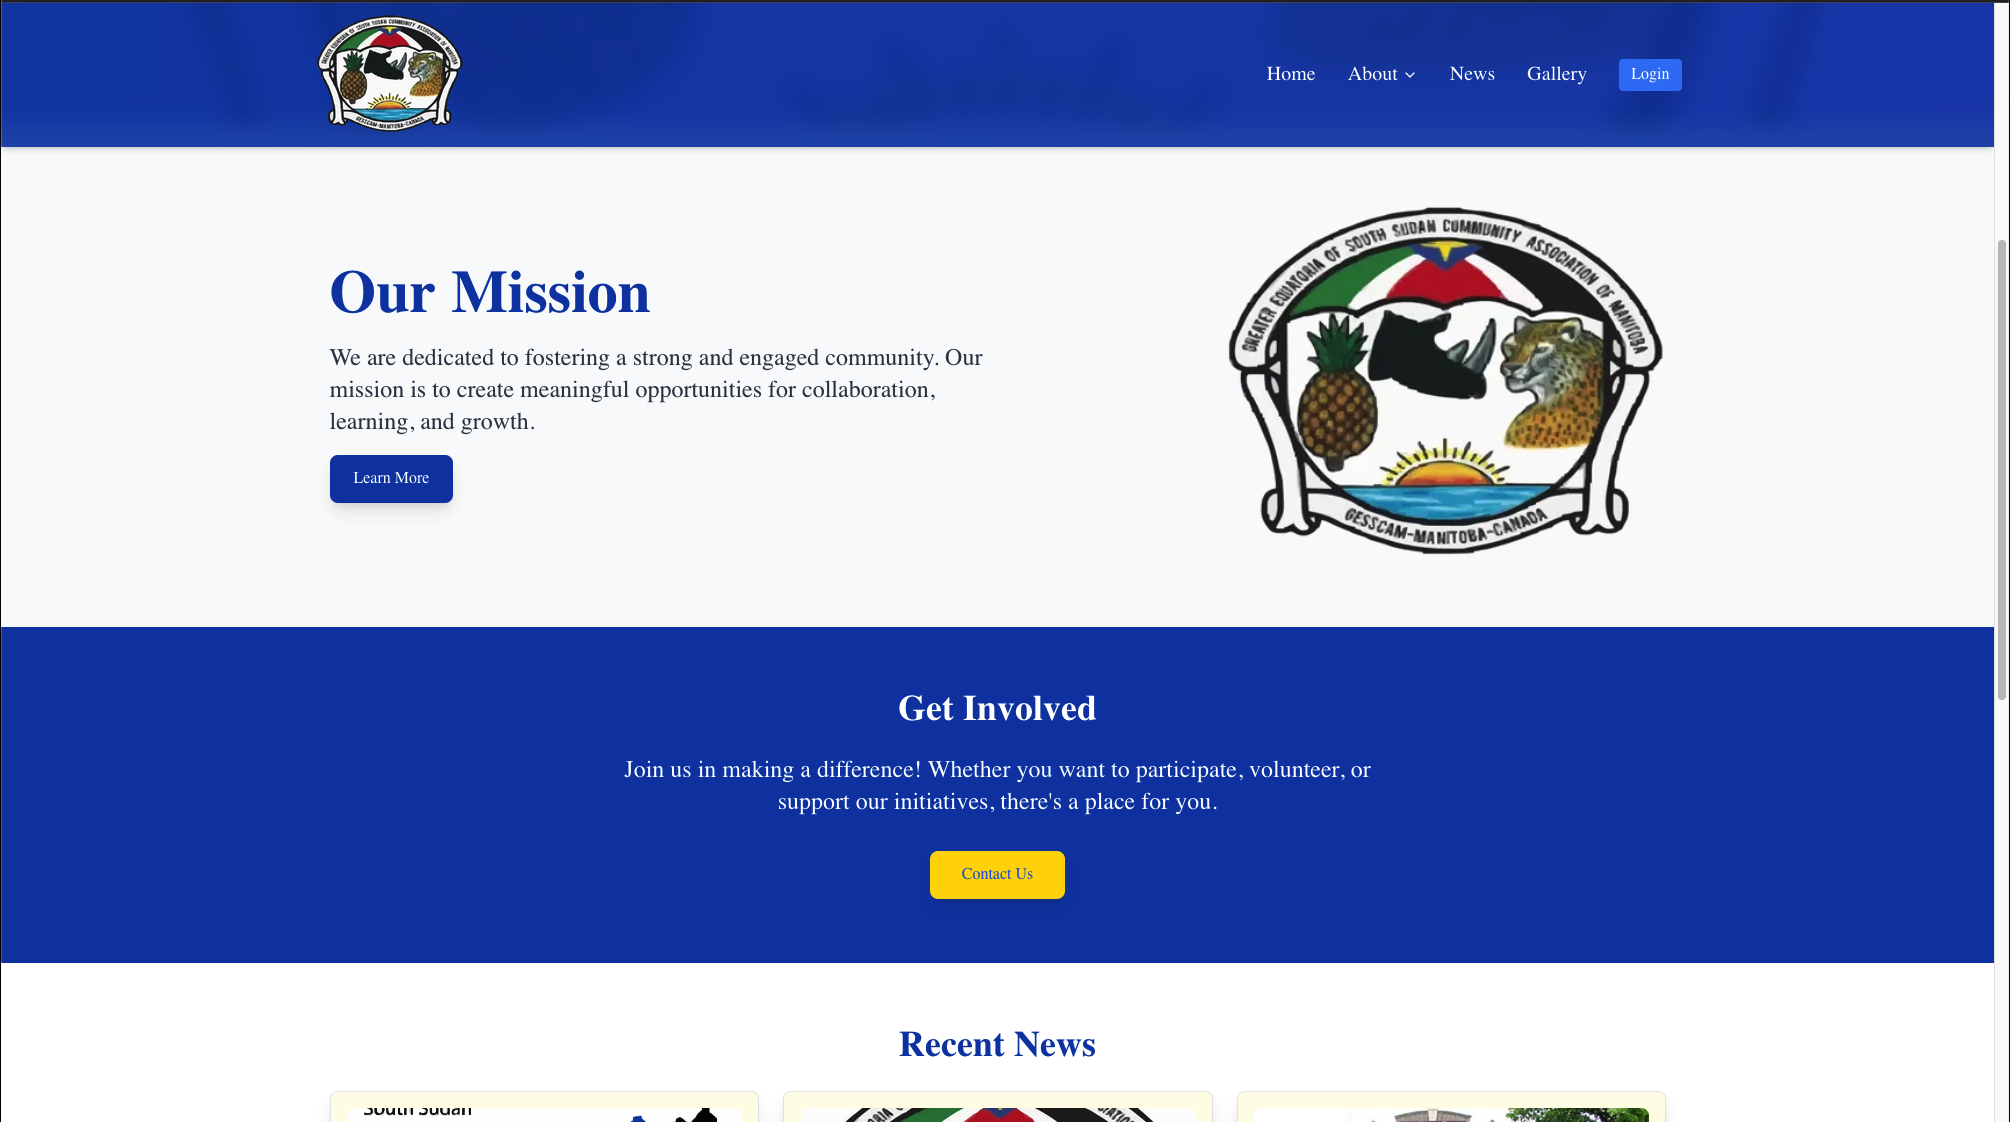 GREATER EQUATORIA OF SOUTH SUDAN COMMUNITY ASSOCIATION OF MANITOBA
GESSCAM-MANITOBA-CANADA
Home
About
News
Gallery
Login
Our Mission
We are dedicated to fostering a strong and engaged community. Our
mission is to create meaningful opportunities for collaboration,
learning, and growth.
Learn More
GREATER EQUATORIA OF SOUTH SUDAN COMMUNITY ASSOCIATION OF MANITOBA
GESSCAM-MANITOBA-CANADA
Get Involved
Join us in making a difference! Whether you want to participate, volunteer, or
support our initiatives, there's a place for you.
Contact Us
Recent News
South Sudan